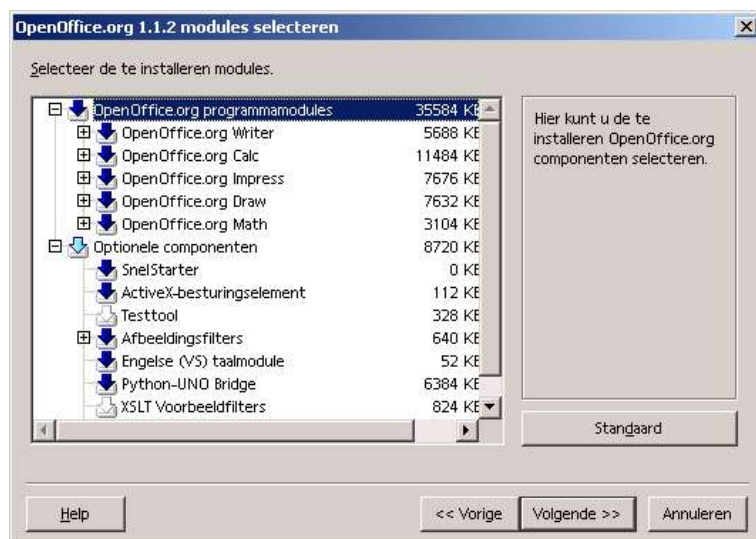 OpenOffice.org 1.1.2 modules selecteren
Selecteer de te installeren modules.
OpenOffice.org programmamodules 35584 KB
OpenOffice.org Writer 5688 KB
OpenOffice.org Calc 11484 KB
OpenOffice.org Impress 7676 KB
OpenOffice.org Draw 7632 KB
OpenOffice.org Math 3104 KB
Optionele componenten 8720 KB
SnelStarter 0 KB
ActiveX-besturingselement 112 KB
Testtool 328 KB
Afbeeldingsfilters 640 KB
Engelse (VS) taalmodule 52 KB
Python-UNO Bridge 6384 KB
XSLT Voorbeeldfilters 824 KB
Hier kunt u de te
installeren OpenOffice.org
componenten selecteren.
Standaard
Help
<< Vorige
Volgende >>
Annuleren